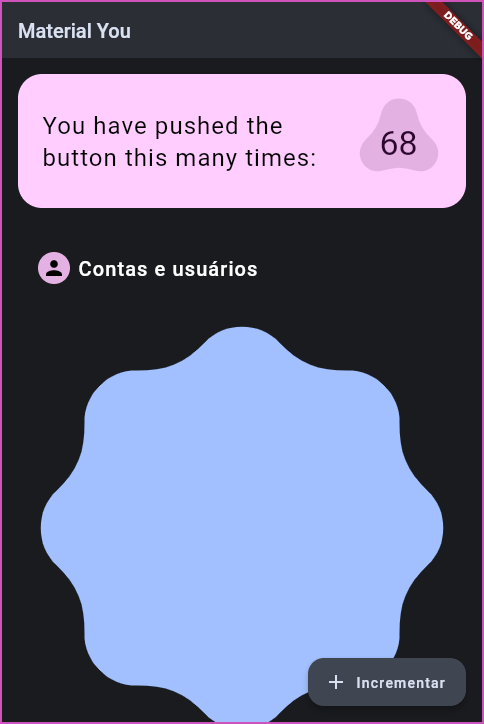 Material You
DEBUG
You have pushed the
button this many times:
68
Contas e usuários
Incrementar